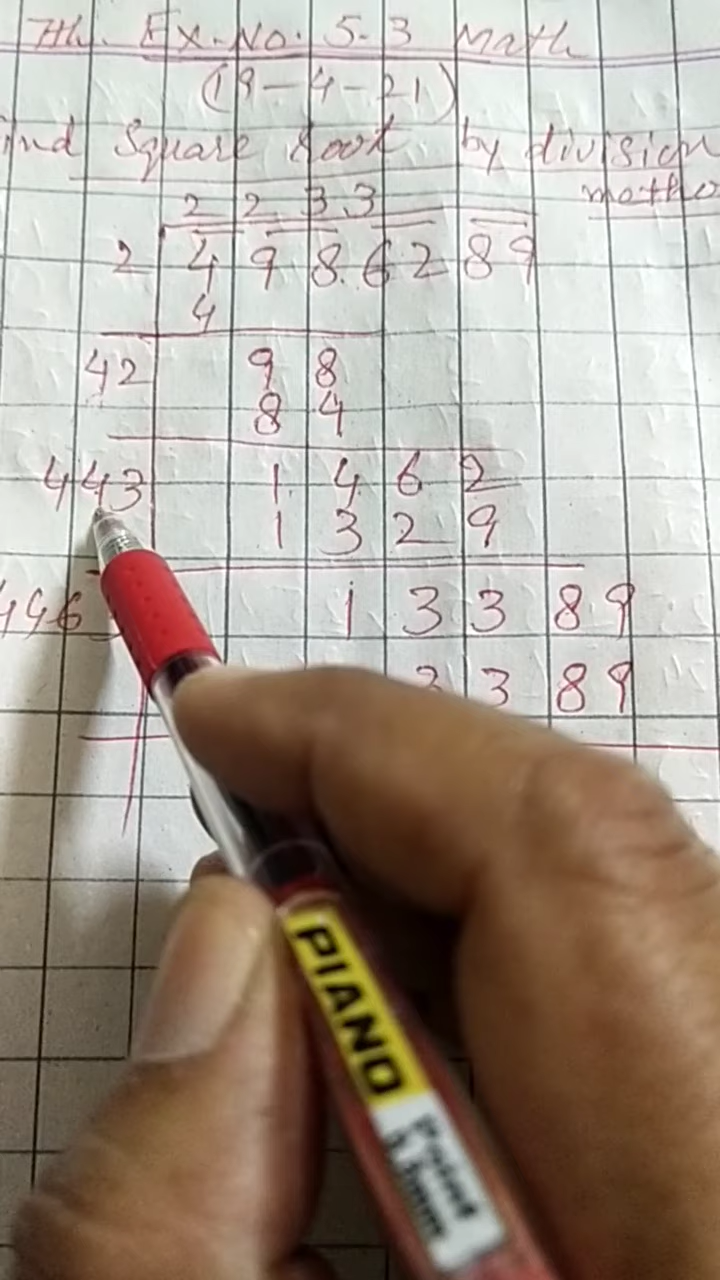 7th. Ex.No. 5.3 Math
(19-4-21)
Square Root by division
2 2 3 3
2 4 9 8 6 2 8 9
4
42 9 8
8 4
443 1 4 6 2
1 3 2 9
446 1 3 3 8 9
3 3 8 9
PIANO
Point